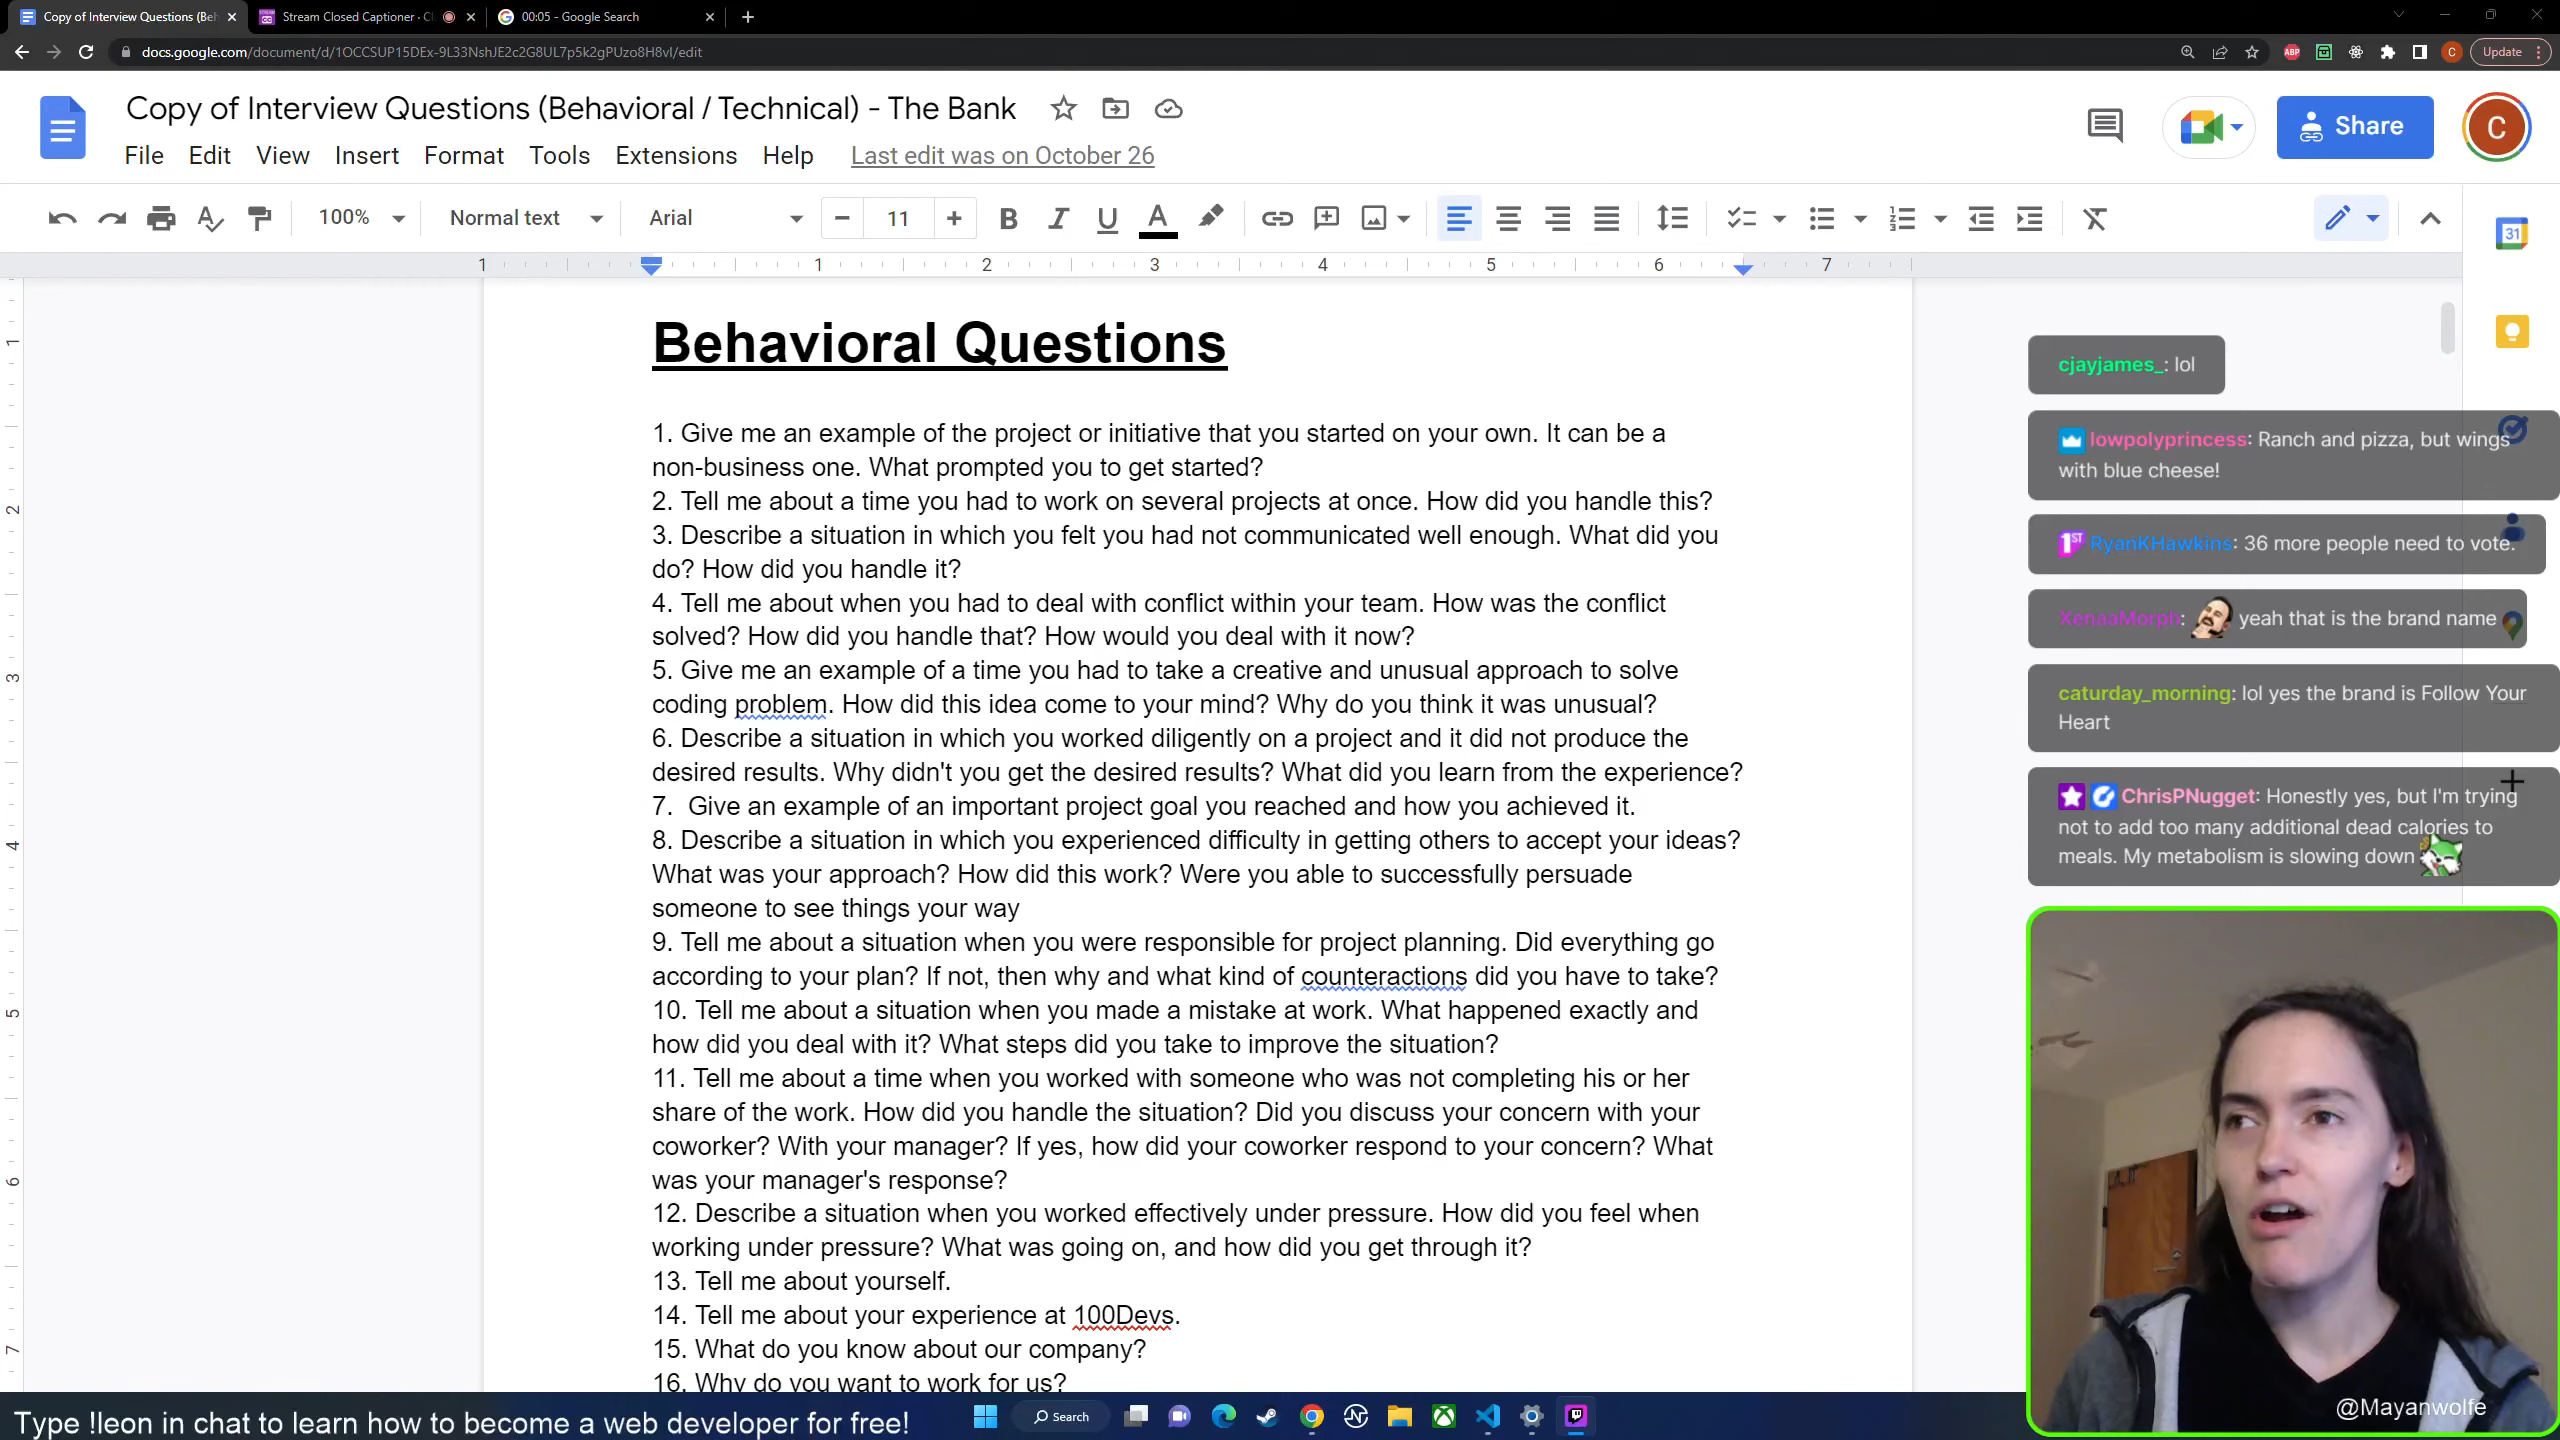 Copy of Interview Questions (Beh
Stream Closed Captioner · Cl
00:05 - Google Search
docs.google.com/document/d/1OCCSUP15DEx-9L33NshJE2c2G8UL7p5k2gPUzo8H8vI/edit
ABP
C
Update
Copy of Interview Questions (Behavioral / Technical) - The Bank
Share
C
File Edit View Insert Format Tools Extensions Help Last edit was on October 26
100% Normal text Arial 11 B I U A
31
1 1 2 3 4 5 6 7
Behavioral Questions
1. Give me an example of the project or initiative that you started on your own. It can be a
non-business one. What prompted you to get started?
2. Tell me about a time you had to work on several projects at once. How did you handle this?
3. Describe a situation in which you felt you had not communicated well enough. What did you
do? How did you handle it?
4. Tell me about when you had to deal with conflict within your team. How was the conflict
solved? How did you handle that? How would you deal with it now?
5. Give me an example of a time you had to take a creative and unusual approach to solve
coding problem. How did this idea come to your mind? Why do you think it was unusual?
6. Describe a situation in which you worked diligently on a project and it did not produce the
desired results. Why didn't you get the desired results? What did you learn from the experience?
7.  Give an example of an important project goal you reached and how you achieved it.
8. Describe a situation in which you experienced difficulty in getting others to accept your ideas?
What was your approach? How did this work? Were you able to successfully persuade
someone to see things your way
9. Tell me about a situation when you were responsible for project planning. Did everything go
according to your plan? If not, then why and what kind of counteractions did you have to take?
10. Tell me about a situation when you made a mistake at work. What happened exactly and
how did you deal with it? What steps did you take to improve the situation?
11. Tell me about a time when you worked with someone who was not completing his or her
share of the work. How did you handle the situation? Did you discuss your concern with your
coworker? With your manager? If yes, how did your coworker respond to your concern? What
was your manager's response?
12. Describe a situation when you worked effectively under pressure. How did you feel when
working under pressure? What was going on, and how did you get through it?
13. Tell me about yourself.
14. Tell me about your experience at 100Devs.
15. What do you know about our company?
16. Why do you want to work for us?
1
2
3
4
5
6
7
cjayjames_: lol
lowpolyprincess: Ranch and pizza, but wings
with blue cheese!
1ST RyanKHawkins: 36 more people need to vote.
XenaaMorph: yeah that is the brand name
caturday_morning: lol yes the brand is Follow Your
Heart
ChrisPNugget: Honestly yes, but I'm trying
not to add too many additional dead calories to
meals. My metabolism is slowing down
@Mayanwolfe
Type !leon in chat to learn how to become a web developer for free!
Search